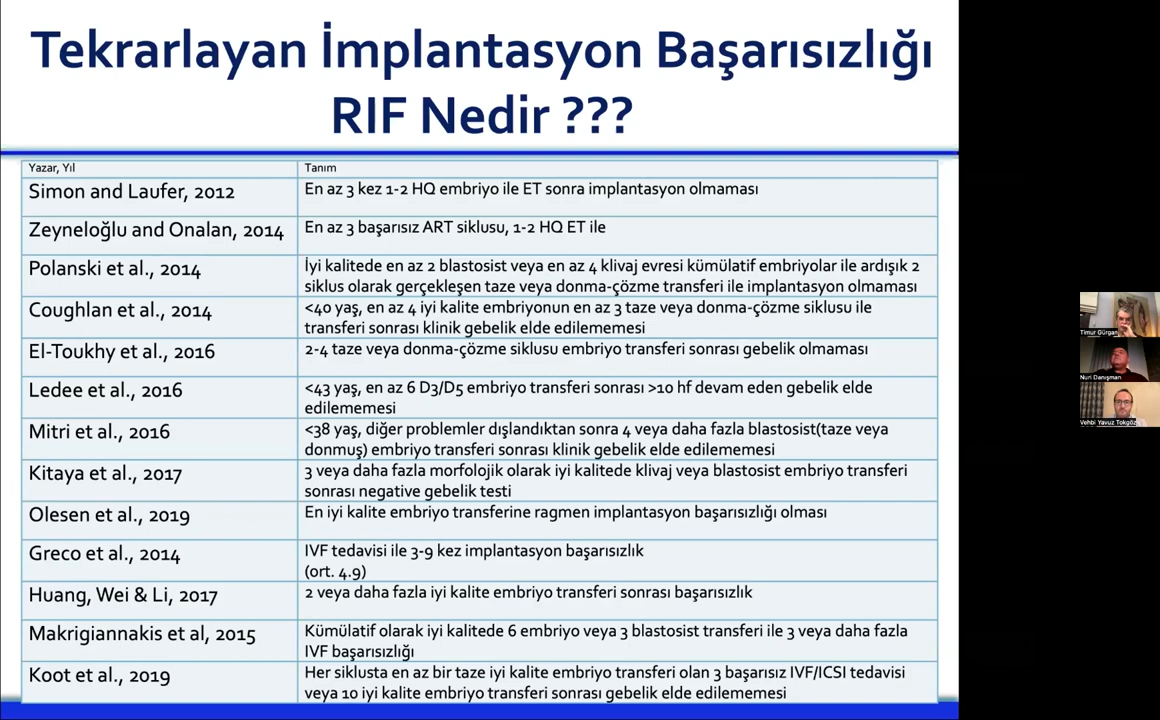 Tekrarlayan İmplantasyon Başarısızlığı
RIF Nedir ???
Yazar, Yıl
Tanım
Simon and Laufer, 2012
En az 3 kez 1-2 HQ embriyo ile ET sonra implantasyon olmaması
Zeyneloğlu and Onalan, 2014
En az 3 başarısız ART siklusu, 1-2 HQ ET ile
Polanski et al., 2014
İyi kalitede en az 2 blastosist veya en az 4 klivaj evresi kümülatif embriyolar ile ardışık 2
siklus olarak gerçekleşen taze veya donma-çözme transferi ile implantasyon olmaması
Coughlan et al., 2014
<40 yaş, en az 4 iyi kalite embriyonun en az 3 taze veya donma-çözme siklusu ile
transferi sonrası klinik gebelik elde edilememesi
El-Toukhy et al., 2016
2-4 taze veya donma-çözme siklusu embriyo transferi sonrası gebelik olmaması
Ledee et al., 2016
<43 yaş, en az 6 D3/D5 embriyo transferi sonrası >10 hf devam eden gebelik elde
edilememesi
Mitri et al., 2016
<38 yaş, diğer problemler dışlandıktan sonra 4 veya daha fazla blastosist(taze veya
donmuş) embriyo transferi sonrası klinik gebelik elde edilememesi
Kitaya et al., 2017
3 veya daha fazla morfolojik olarak iyi kalitede klivaj veya blastosist embriyo transferi
sonrası negative gebelik testi
Olesen et al., 2019
En iyi kalite embriyo transferine ragmen implantasyon başarısızlığı olması
Greco et al., 2014
IVF tedavisi ile 3-9 kez implantasyon başarısızlık
(ort. 4.9)
Huang, Wei & Li, 2017
2 veya daha fazla iyi kalite embriyo transferi sonrası başarısızlık
Makrigiannakis et al, 2015
Kümülatif olarak iyi kalitede 6 embriyo veya 3 blastosist transferi ile 3 veya daha fazla
IVF başarısızlığı
Koot et al., 2019
Her siklusta en az bir taze iyi kalite embriyo transferi olan 3 başarısız IVF/ICSI tedavisi
veya 10 iyi kalite embriyo transferi sonrası gebelik elde edilememesi
Timur Gürgan
Nuri Danışman
Vehbi Yavuz Tokgöz